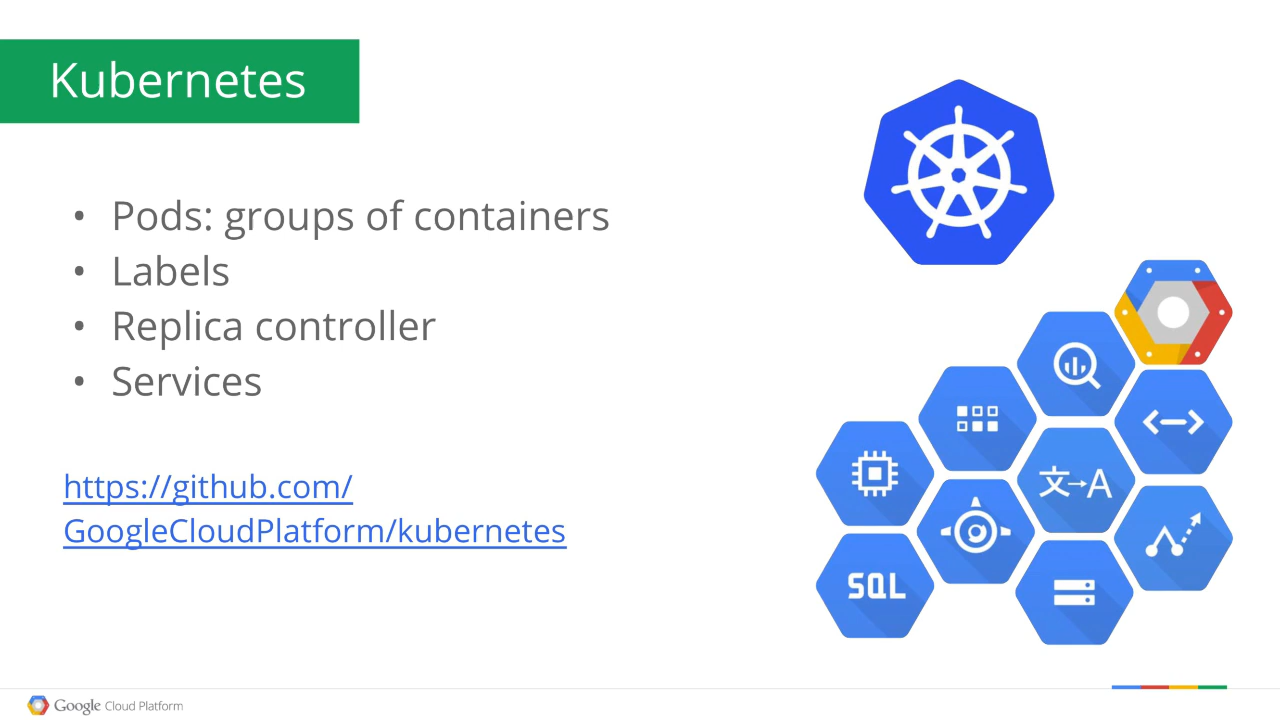 Kubernetes
• Pods: groups of containers
• Labels
• Replica controller
• Services
https://github.com/
GoogleCloudPlatform/kubernetes
文→A
SQL
Google Cloud Platform